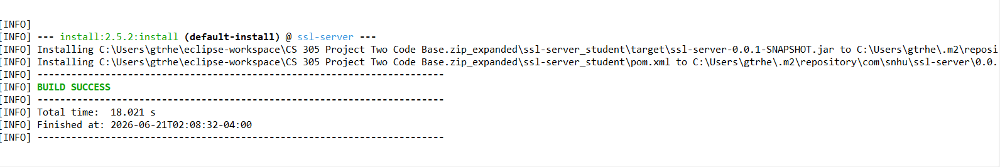 [INFO]
[INFO] --- install:2.5.2:install (default-install) @ ssl-server ---
[INFO] Installing C:\Users\gtrhe\eclipse-workspace\CS 305 Project Two Code Base.zip_expanded\ssl-server_student\target\ssl-server-0.0.1-SNAPSHOT.jar to C:\Users\gtrhe\.m2\reposi
[INFO] Installing C:\Users\gtrhe\eclipse-workspace\CS 305 Project Two Code Base.zip_expanded\ssl-server_student\pom.xml to C:\Users\gtrhe\.m2\repository\com\snhu\ssl-server\0.0.
[INFO] ------------------------------------------------------------------------
[INFO] BUILD SUCCESS
[INFO] ------------------------------------------------------------------------
[INFO] Total time:  18.021 s
[INFO] Finished at: 2026-06-21T02:08:32-04:00
[INFO] ------------------------------------------------------------------------